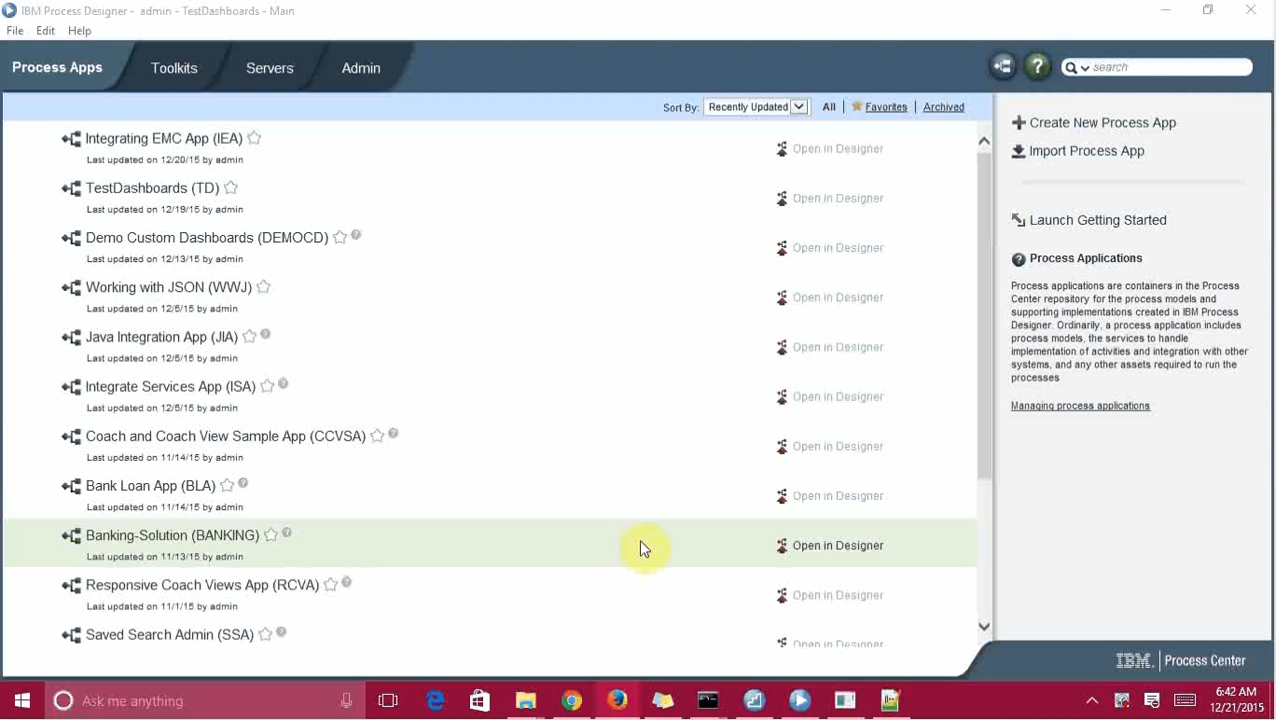 IBM Process Designer - admin - TestDashboards - Main
File Edit Help
Process Apps Toolkits Servers Admin
search
Sort By: Recently Updated All | Favorites | Archived
Integrating EMC App (IEA)
Last updated on 12/20/15 by admin
Open in Designer
TestDashboards (TD)
Last updated on 12/19/15 by admin
Open in Designer
Demo Custom Dashboards (DEMOCD)
Last updated on 12/13/15 by admin
Open in Designer
Working with JSON (WWJ)
Last updated on 12/5/15 by admin
Open in Designer
Java Integration App (JIA)
Last updated on 12/5/15 by admin
Open in Designer
Integrate Services App (ISA)
Last updated on 12/5/15 by admin
Open in Designer
Coach and Coach View Sample App (CCVSA)
Last updated on 11/14/15 by admin
Open in Designer
Bank Loan App (BLA)
Last updated on 11/14/15 by admin
Open in Designer
Banking-Solution (BANKING)
Last updated on 11/13/15 by admin
Open in Designer
Responsive Coach Views App (RCVA)
Last updated on 11/1/15 by admin
Open in Designer
Saved Search Admin (SSA)
Open in Designer
Create New Process App
Import Process App
Launch Getting Started
Process Applications
Process applications are containers in the Process
Center repository for the process models and
supporting implementations created in IBM Process
Designer. Ordinarily, a process application includes
process models, the services to handle
implementation of activities and integration with other
systems, and any other assets required to run the
processes
Managing process applications
IBM. | Process Center
Ask me anything
6:42 AM
12/21/2015